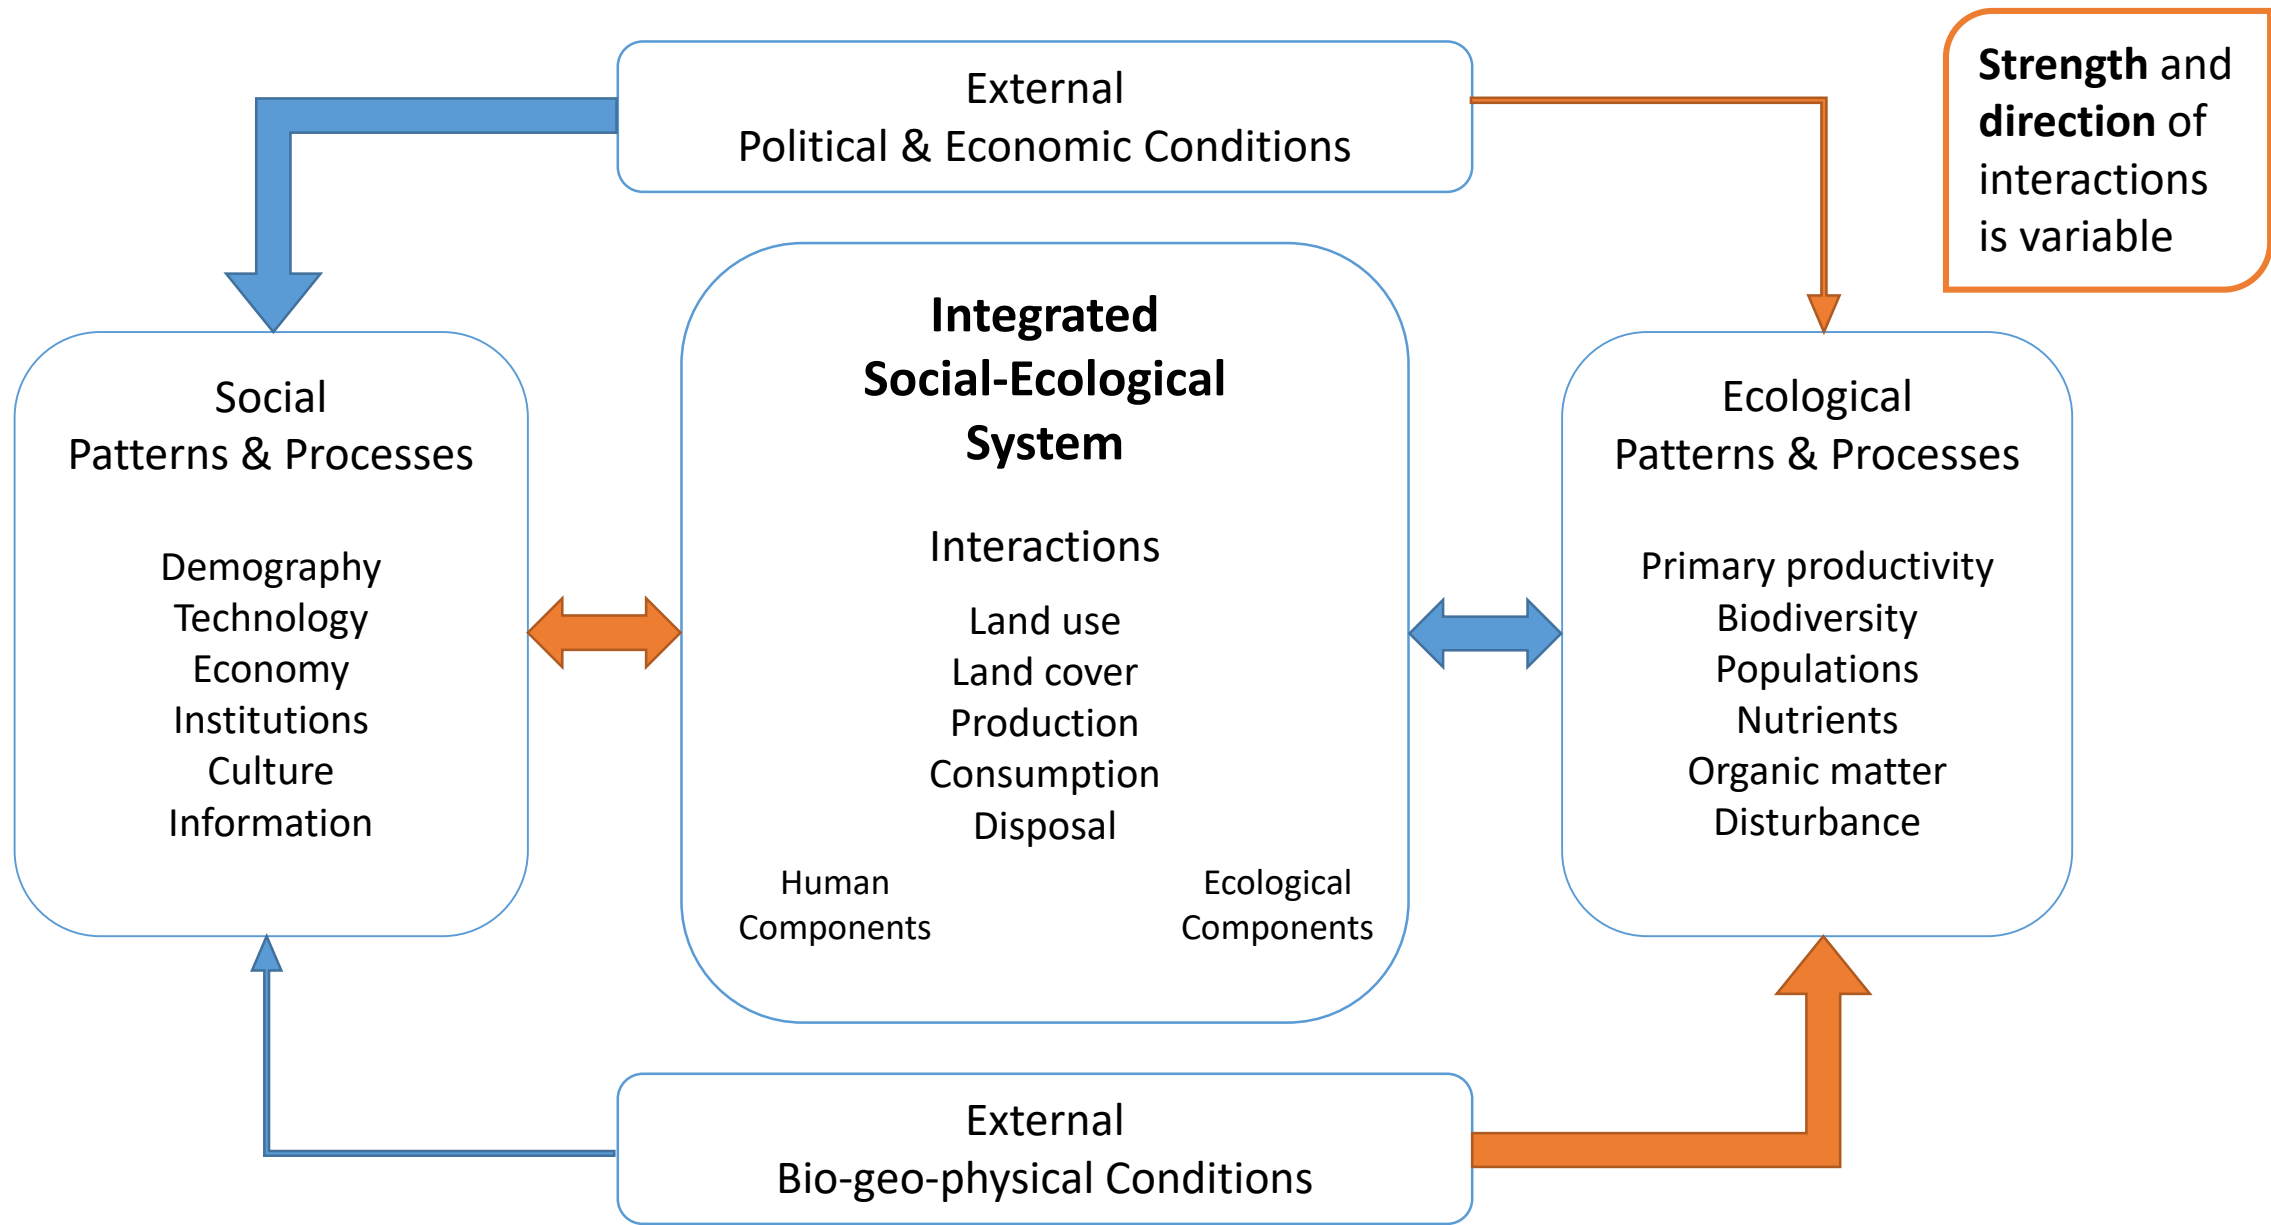 External
Political & Economic Conditions
Strength and
direction of
interactions
is variable
Social
Patterns & Processes
Demography
Technology
Economy
Institutions
Culture
Information
Integrated
Social-Ecological
System
Interactions
Land use
Land cover
Production
Consumption
Disposal
Human
Components
Ecological
Components
Ecological
Patterns & Processes
Primary productivity
Biodiversity
Populations
Nutrients
Organic matter
Disturbance
External
Bio-geo-physical Conditions